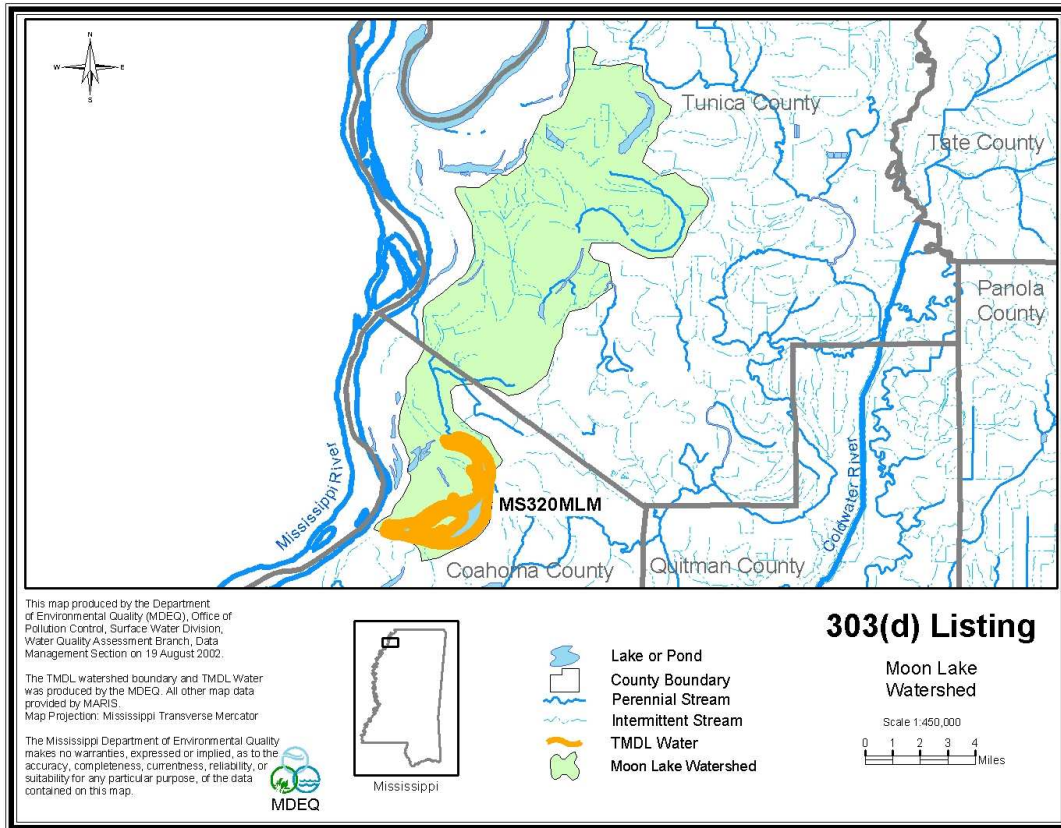 N
W
E
S
Tunica County
Tate County
Panola
County
Mississippi River
MS320MLM
Coldwater River
Coahoma County
Quitman County
This map produced by the Department
of Environmental Quality (MDEQ), Office of
Pollution Control, Surface Water Division,
Water Quality Assessment Branch, Data
Management Section on 19 August 2002.
The TMDL watershed boundary and TMDL Water
was produced by the MDEQ. All other map data
provided by MARIS.
Map Projection: Mississippi Transverse Mercator
The Mississippi Department of Environmental Quality
makes no warranties, expressed or implied, as to the
accuracy, completeness, currentness, reliability, or
suitability for any particular purpose, of the data
contained on this map.
MDEQ
Mississippi
Lake or Pond
County Boundary
Perennial Stream
Intermittent Stream
TMDL Water
Moon Lake Watershed
303(d) Listing
Moon Lake
Watershed
Scale 1:450,000
0 1 2 3 4
Miles